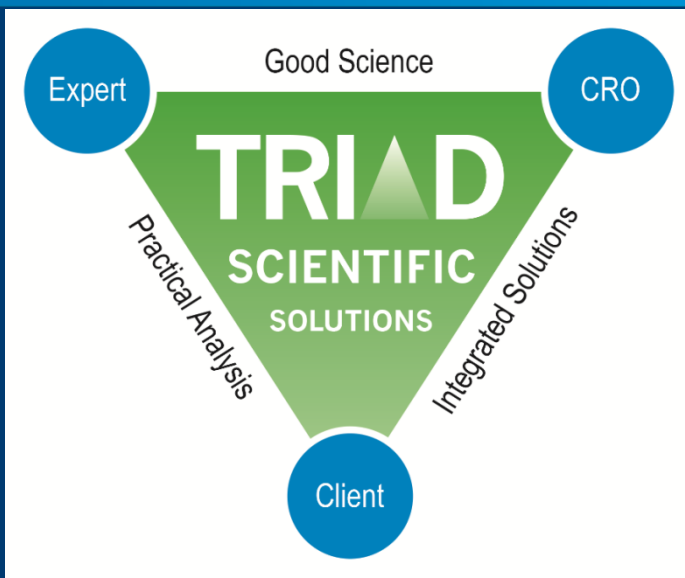 Good Science
Expert
CRO
TRIAD
SCIENTIFIC
SOLUTIONS
Practical Analysis
Integrated Solutions
Client